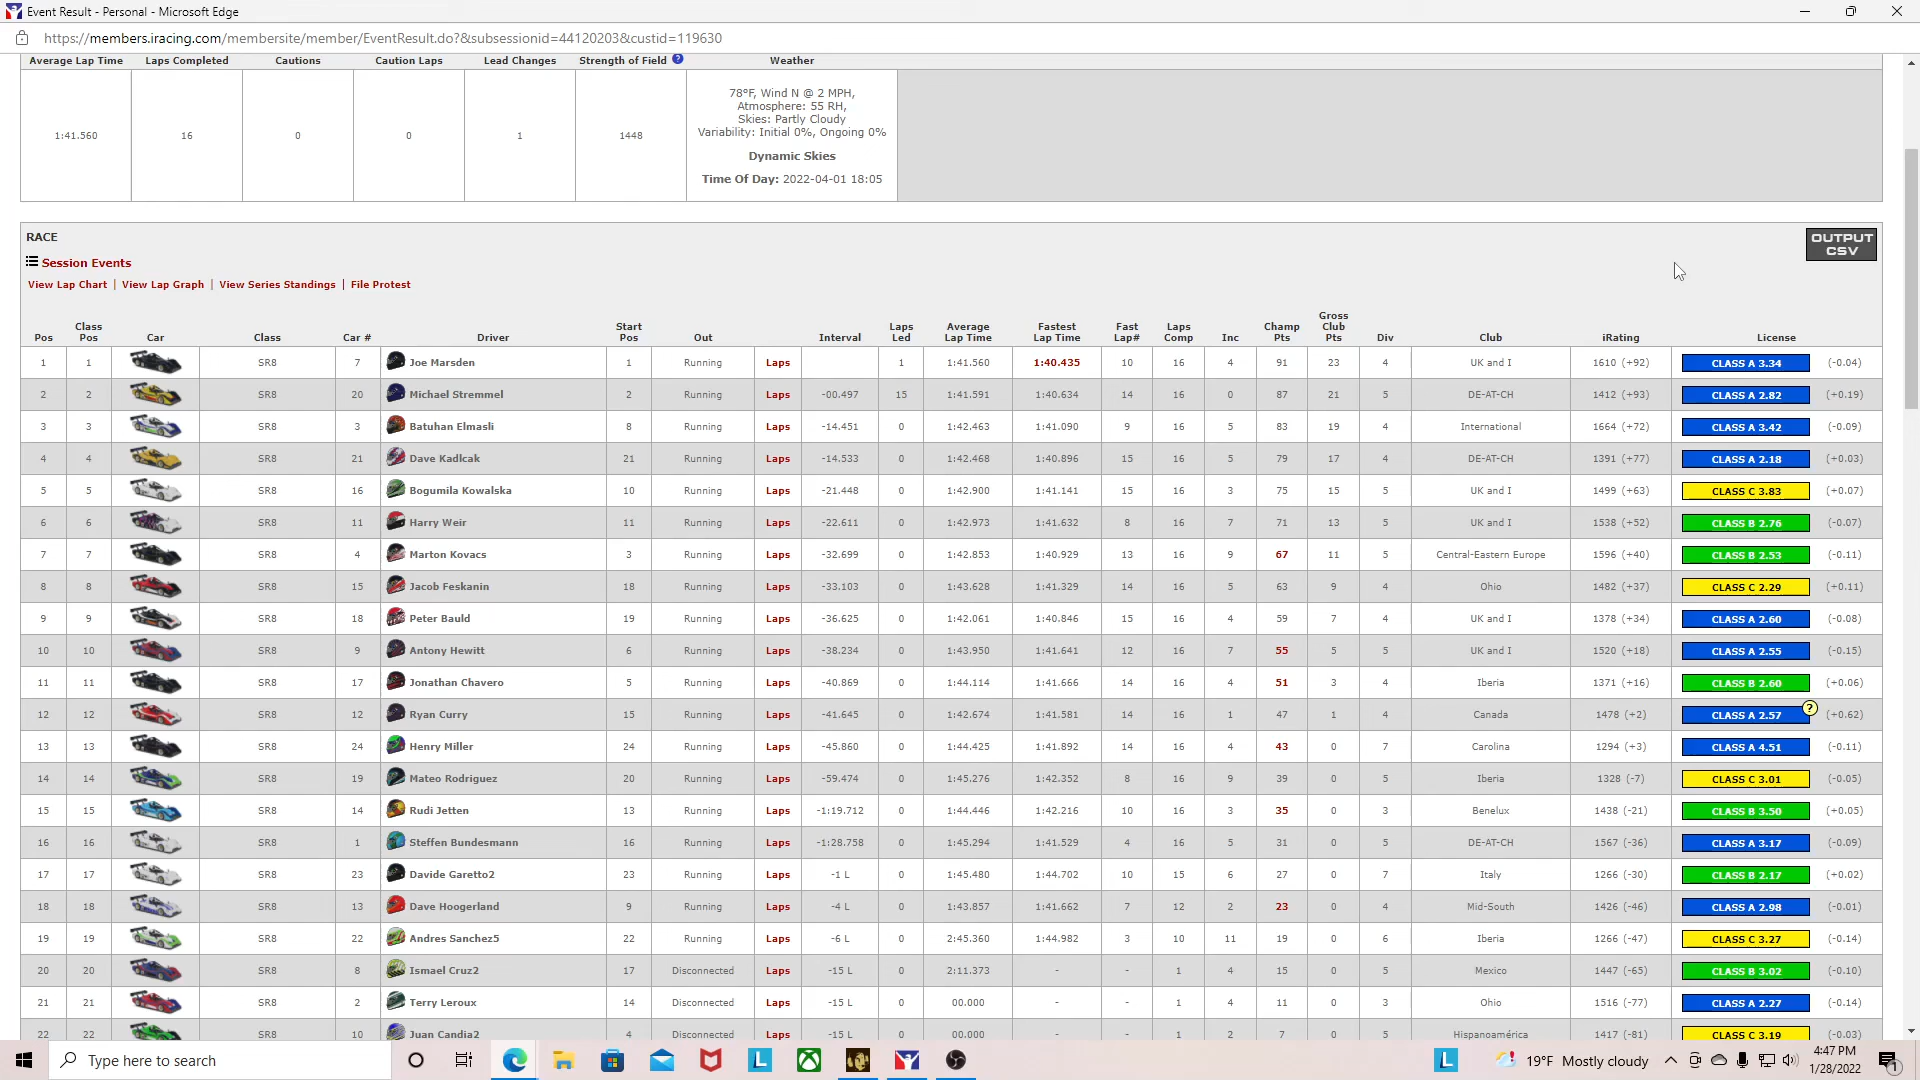 Event Result - Personal - Microsoft Edge
https://members.iracing.com/membersite/member/EventResult.do?&subsessionid=44120203&custid=119630
Average Lap Time Laps Completed Cautions Caution Laps Lead Changes Strength of Field ? Weather
78°F, Wind N @ 2 MPH,
Atmosphere: 55 RH,
Skies: Partly Cloudy
Variability: Initial 0%, Ongoing 0%
1:41.560 16 0 0 1 1448
Dynamic Skies
Time Of Day: 2022-04-01 18:05
RACE
OUTPUT
CSV
Session Events
View Lap Chart | View Lap Graph | View Series Standings | File Protest
Pos Class Pos Car Class Car # Driver Start Pos Out Interval Laps Led Average Lap Time Fastest Lap Time Fast Lap# Laps Comp Inc Champ Pts Gross Club Pts Div Club iRating License
1 1 SR8 7 Joe Marsden 1 Running Laps 1 1:41.560 1:40.435 10 16 4 91 23 4 UK and I 1610 (+92) CLASS A 3.34 (-0.04)
2 2 SR8 20 Michael Stremmel 2 Running Laps -00.497 15 1:41.591 1:40.634 14 16 0 87 21 5 DE-AT-CH 1412 (+93) CLASS A 2.82 (+0.19)
3 3 SR8 3 Batuhan Elmasli 8 Running Laps -14.451 0 1:42.463 1:41.090 9 16 5 83 19 4 International 1664 (+72) CLASS A 3.42 (-0.09)
4 4 SR8 21 Dave Kadlcak 21 Running Laps -14.533 0 1:42.468 1:40.896 15 16 5 79 17 4 DE-AT-CH 1391 (+77) CLASS A 2.18 (+0.03)
5 5 SR8 16 Bogumila Kowalska 10 Running Laps -21.448 0 1:42.900 1:41.141 15 16 3 75 15 5 UK and I 1499 (+63) CLASS C 3.83 (+0.07)
6 6 SR8 11 Harry Weir 11 Running Laps -22.611 0 1:42.973 1:41.632 8 16 7 71 13 5 UK and I 1538 (+52) CLASS B 2.76 (-0.07)
7 7 SR8 4 Marton Kovacs 3 Running Laps -32.699 0 1:42.853 1:40.929 13 16 9 67 11 5 Central-Eastern Europe 1596 (+40) CLASS B 2.53 (-0.11)
8 8 SR8 15 Jacob Feskanin 18 Running Laps -33.103 0 1:43.628 1:41.329 14 16 5 63 9 4 Ohio 1482 (+37) CLASS C 2.29 (+0.11)
9 9 SR8 18 Peter Bauld 19 Running Laps -36.625 0 1:42.061 1:40.846 15 16 4 59 7 4 UK and I 1378 (+34) CLASS A 2.60 (-0.08)
10 10 SR8 9 Antony Hewitt 6 Running Laps -38.234 0 1:43.950 1:41.641 12 16 7 55 5 5 UK and I 1520 (+18) CLASS A 2.55 (-0.15)
11 11 SR8 17 Jonathan Chavero 5 Running Laps -40.869 0 1:44.114 1:41.666 14 16 4 51 3 4 Iberia 1371 (+16) CLASS B 2.60 (+0.06)
12 12 SR8 12 Ryan Curry 15 Running Laps -41.645 0 1:42.674 1:41.581 14 16 1 47 1 4 Canada 1478 (+2) CLASS A 2.57 ? (+0.62)
13 13 SR8 24 Henry Miller 24 Running Laps -45.860 0 1:44.425 1:41.892 14 16 4 43 0 7 Carolina 1294 (+3) CLASS A 4.51 (-0.11)
14 14 SR8 19 Mateo Rodriguez 20 Running Laps -59.474 0 1:45.276 1:42.352 8 16 9 39 0 5 Iberia 1328 (-7) CLASS C 3.01 (-0.05)
15 15 SR8 14 Rudi Jetten 13 Running Laps -1:19.712 0 1:44.446 1:42.216 10 16 3 35 0 3 Benelux 1438 (-21) CLASS B 3.50 (+0.05)
16 16 SR8 1 Steffen Bundesmann 16 Running Laps -1:28.758 0 1:45.294 1:41.529 4 16 5 31 0 5 DE-AT-CH 1567 (-36) CLASS A 3.17 (-0.09)
17 17 SR8 23 Davide Garetto2 23 Running Laps -1 L 0 1:45.480 1:44.702 10 15 6 27 0 7 Italy 1266 (-30) CLASS B 2.17 (+0.02)
18 18 SR8 13 Dave Hoogerland 9 Running Laps -4 L 0 1:43.857 1:41.662 7 12 2 23 0 4 Mid-South 1426 (-46) CLASS A 2.98 (-0.01)
19 19 SR8 22 Andres Sanchez5 22 Running Laps -6 L 0 2:45.360 1:44.982 3 10 11 19 0 6 Iberia 1266 (-47) CLASS C 3.27 (-0.14)
20 20 SR8 8 Ismael Cruz2 17 Disconnected Laps -15 L 0 2:11.373 - - 1 4 15 0 5 Mexico 1447 (-65) CLASS B 3.02 (-0.10)
21 21 SR8 2 Terry Leroux 14 Disconnected Laps -15 L 0 00.000 - - 1 4 11 0 3 Ohio 1516 (-77) CLASS A 2.27 (-0.14)
22 22 SR8 10 Juan Candia2 4 Disconnected Laps -15 L 0 00.000 - - 1 2 7 0 5 Hispanoamérica 1417 (-81) CLASS C 3.19 (-0.03)
Type here to search
L
L
19°F Mostly cloudy
4:47 PM
1/28/2022
1